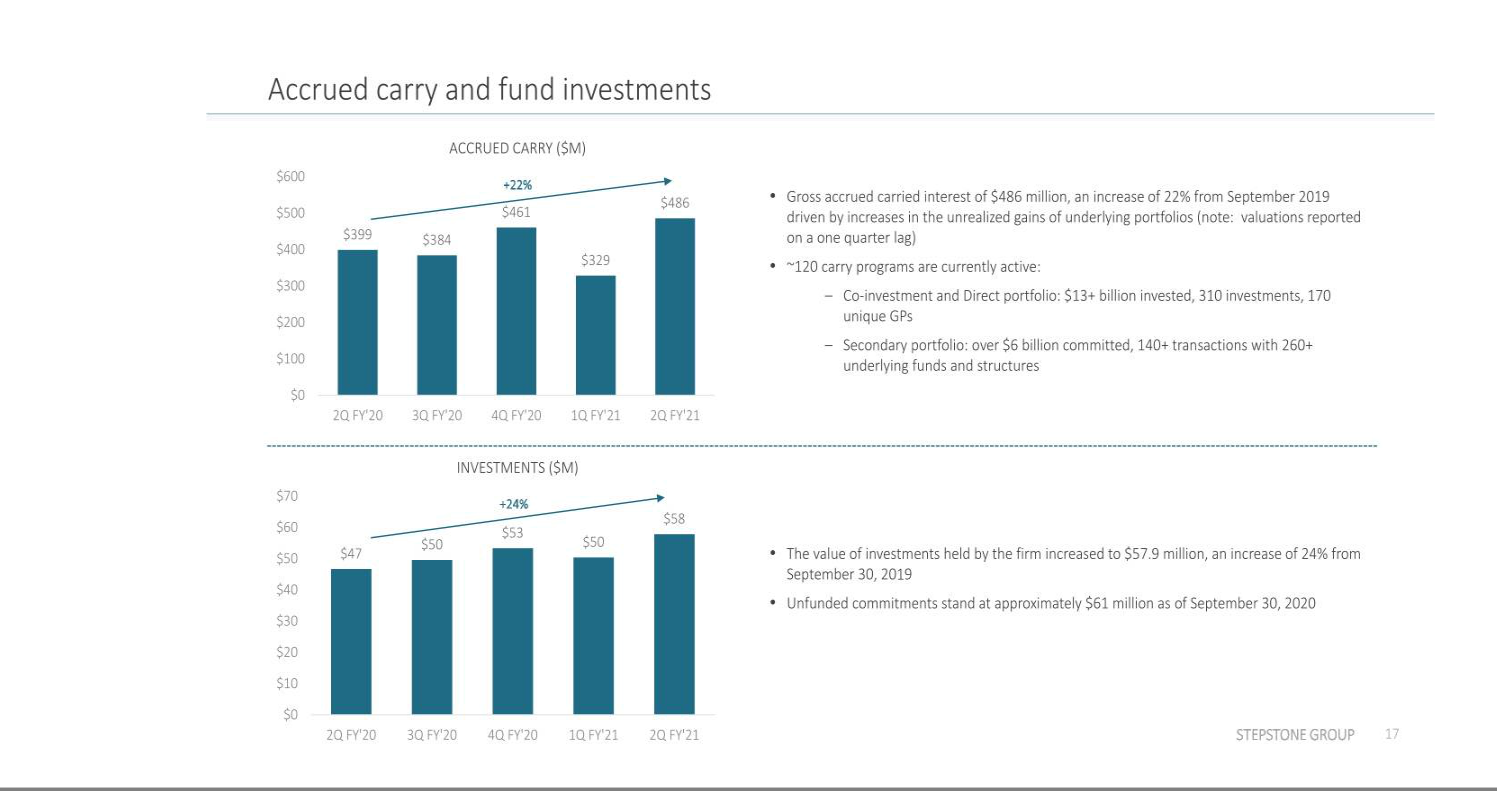 Accrued carry and fund investments
ACCRUED CARRY ($M)
$600
$500
$400
$300
$200
$100
$0
+22%
$399
$384
$461
$329
$486
2Q FY'20
3Q FY'20
4Q FY'20
1Q FY'21
2Q FY'21
• Gross accrued carried interest of $486 million, an increase of 22% from September 2019
driven by increases in the unrealized gains of underlying portfolios (note: valuations reported
on a one quarter lag)
• ~120 carry programs are currently active:
– Co-investment and Direct portfolio: $13+ billion invested, 310 investments, 170
unique GPs
– Secondary portfolio: over $6 billion committed, 140+ transactions with 260+
underlying funds and structures
INVESTMENTS ($M)
$70
$60
$50
$40
$30
$20
$10
$0
+24%
$47
$50
$53
$50
$58
2Q FY'20
3Q FY'20
4Q FY'20
1Q FY'21
2Q FY'21
• The value of investments held by the firm increased to $57.9 million, an increase of 24% from
September 30, 2019
• Unfunded commitments stand at approximately $61 million as of September 30, 2020
STEPSTONE GROUP
17